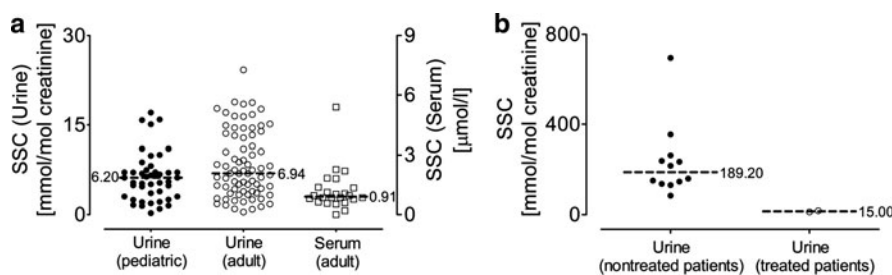 a
SSC (Urine)
[mmol/mol creatinine]
30
15
0
6.20
6.94
0.91
9
6
3
0
SSC (Serum)
[µmol/l]
Urine
(pediatric)
Urine
(adult)
Serum
(adult)
b
SSC
[mmol/mol creatinine]
800
400
0
189.20
15.00
Urine
(nontreated patients)
Urine
(treated patients)